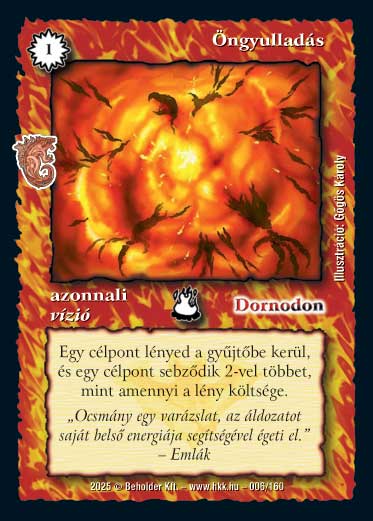 1
Öngyulladás
Illusztráció: Gögös Károly
azonnali
vízió
Dornodon
Egy célpont lényed a gyűjtőbe kerül,
és egy célpont sebződik 2-vel többet,
mint amennyi a lény költsége.
„Ocsmány egy varázslat, az áldozatot
saját belső energiája segítségével égeti el.”
– Emlák
2025 © Beholder Kft. – www.hkk.hu – 006/160